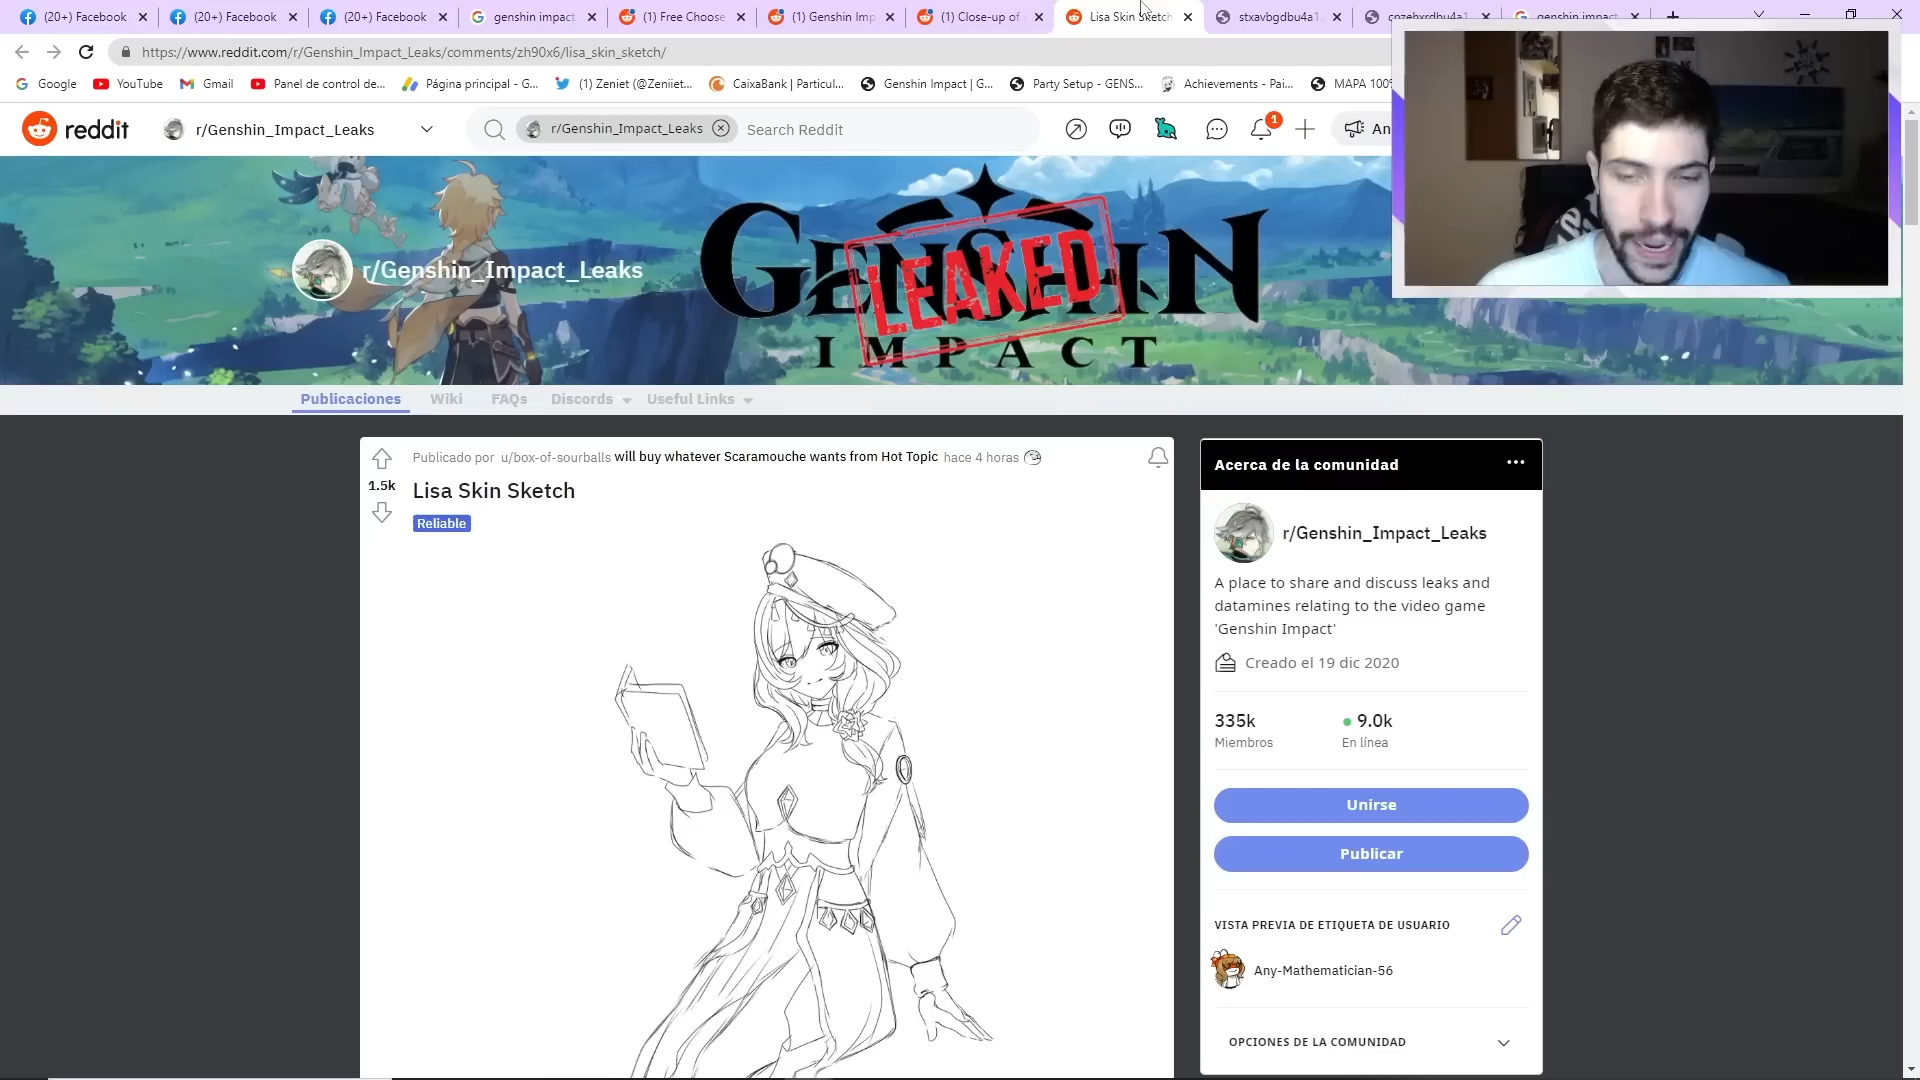 (20+) Facebook
(20+) Facebook
(20+) Facebook
genshin impact
(1) Free Choose
(1) Genshin Imp
(1) Close-up of
Lisa Skin Sketch
stxavbgdbu4a1
genshin impact
https://www.reddit.com/r/Genshin_Impact_Leaks/comments/zh90x6/lisa_skin_sketch/
Google
YouTube
Gmail
Panel de control de...
Página principal - G...
(1) Zeniet (@Zeniiet...
CaixaBank | Particul...
Genshin Impact | G...
Party Setup - GENS...
Achievements - Pai...
MAPA 100%
reddit
r/Genshin_Impact_Leaks
r/Genshin_Impact_Leaks
Search Reddit
1
An
r/Genshin_Impact_Leaks
GENSHIN
LEAKED
IMPACT
Publicaciones
Wiki
FAQs
Discords
Useful Links
Publicado por u/box-of-sourballs will buy whatever Scaramouche wants from Hot Topic hace 4 horas
1.5k
Lisa Skin Sketch
Reliable
Acerca de la comunidad
r/Genshin_Impact_Leaks
A place to share and discuss leaks and
datamines relating to the video game
'Genshin Impact'
Creado el 19 dic 2020
335k
9.0k
Miembros
En línea
Unirse
Publicar
VISTA PREVIA DE ETIQUETA DE USUARIO
Any-Mathematician-56
OPCIONES DE LA COMUNIDAD